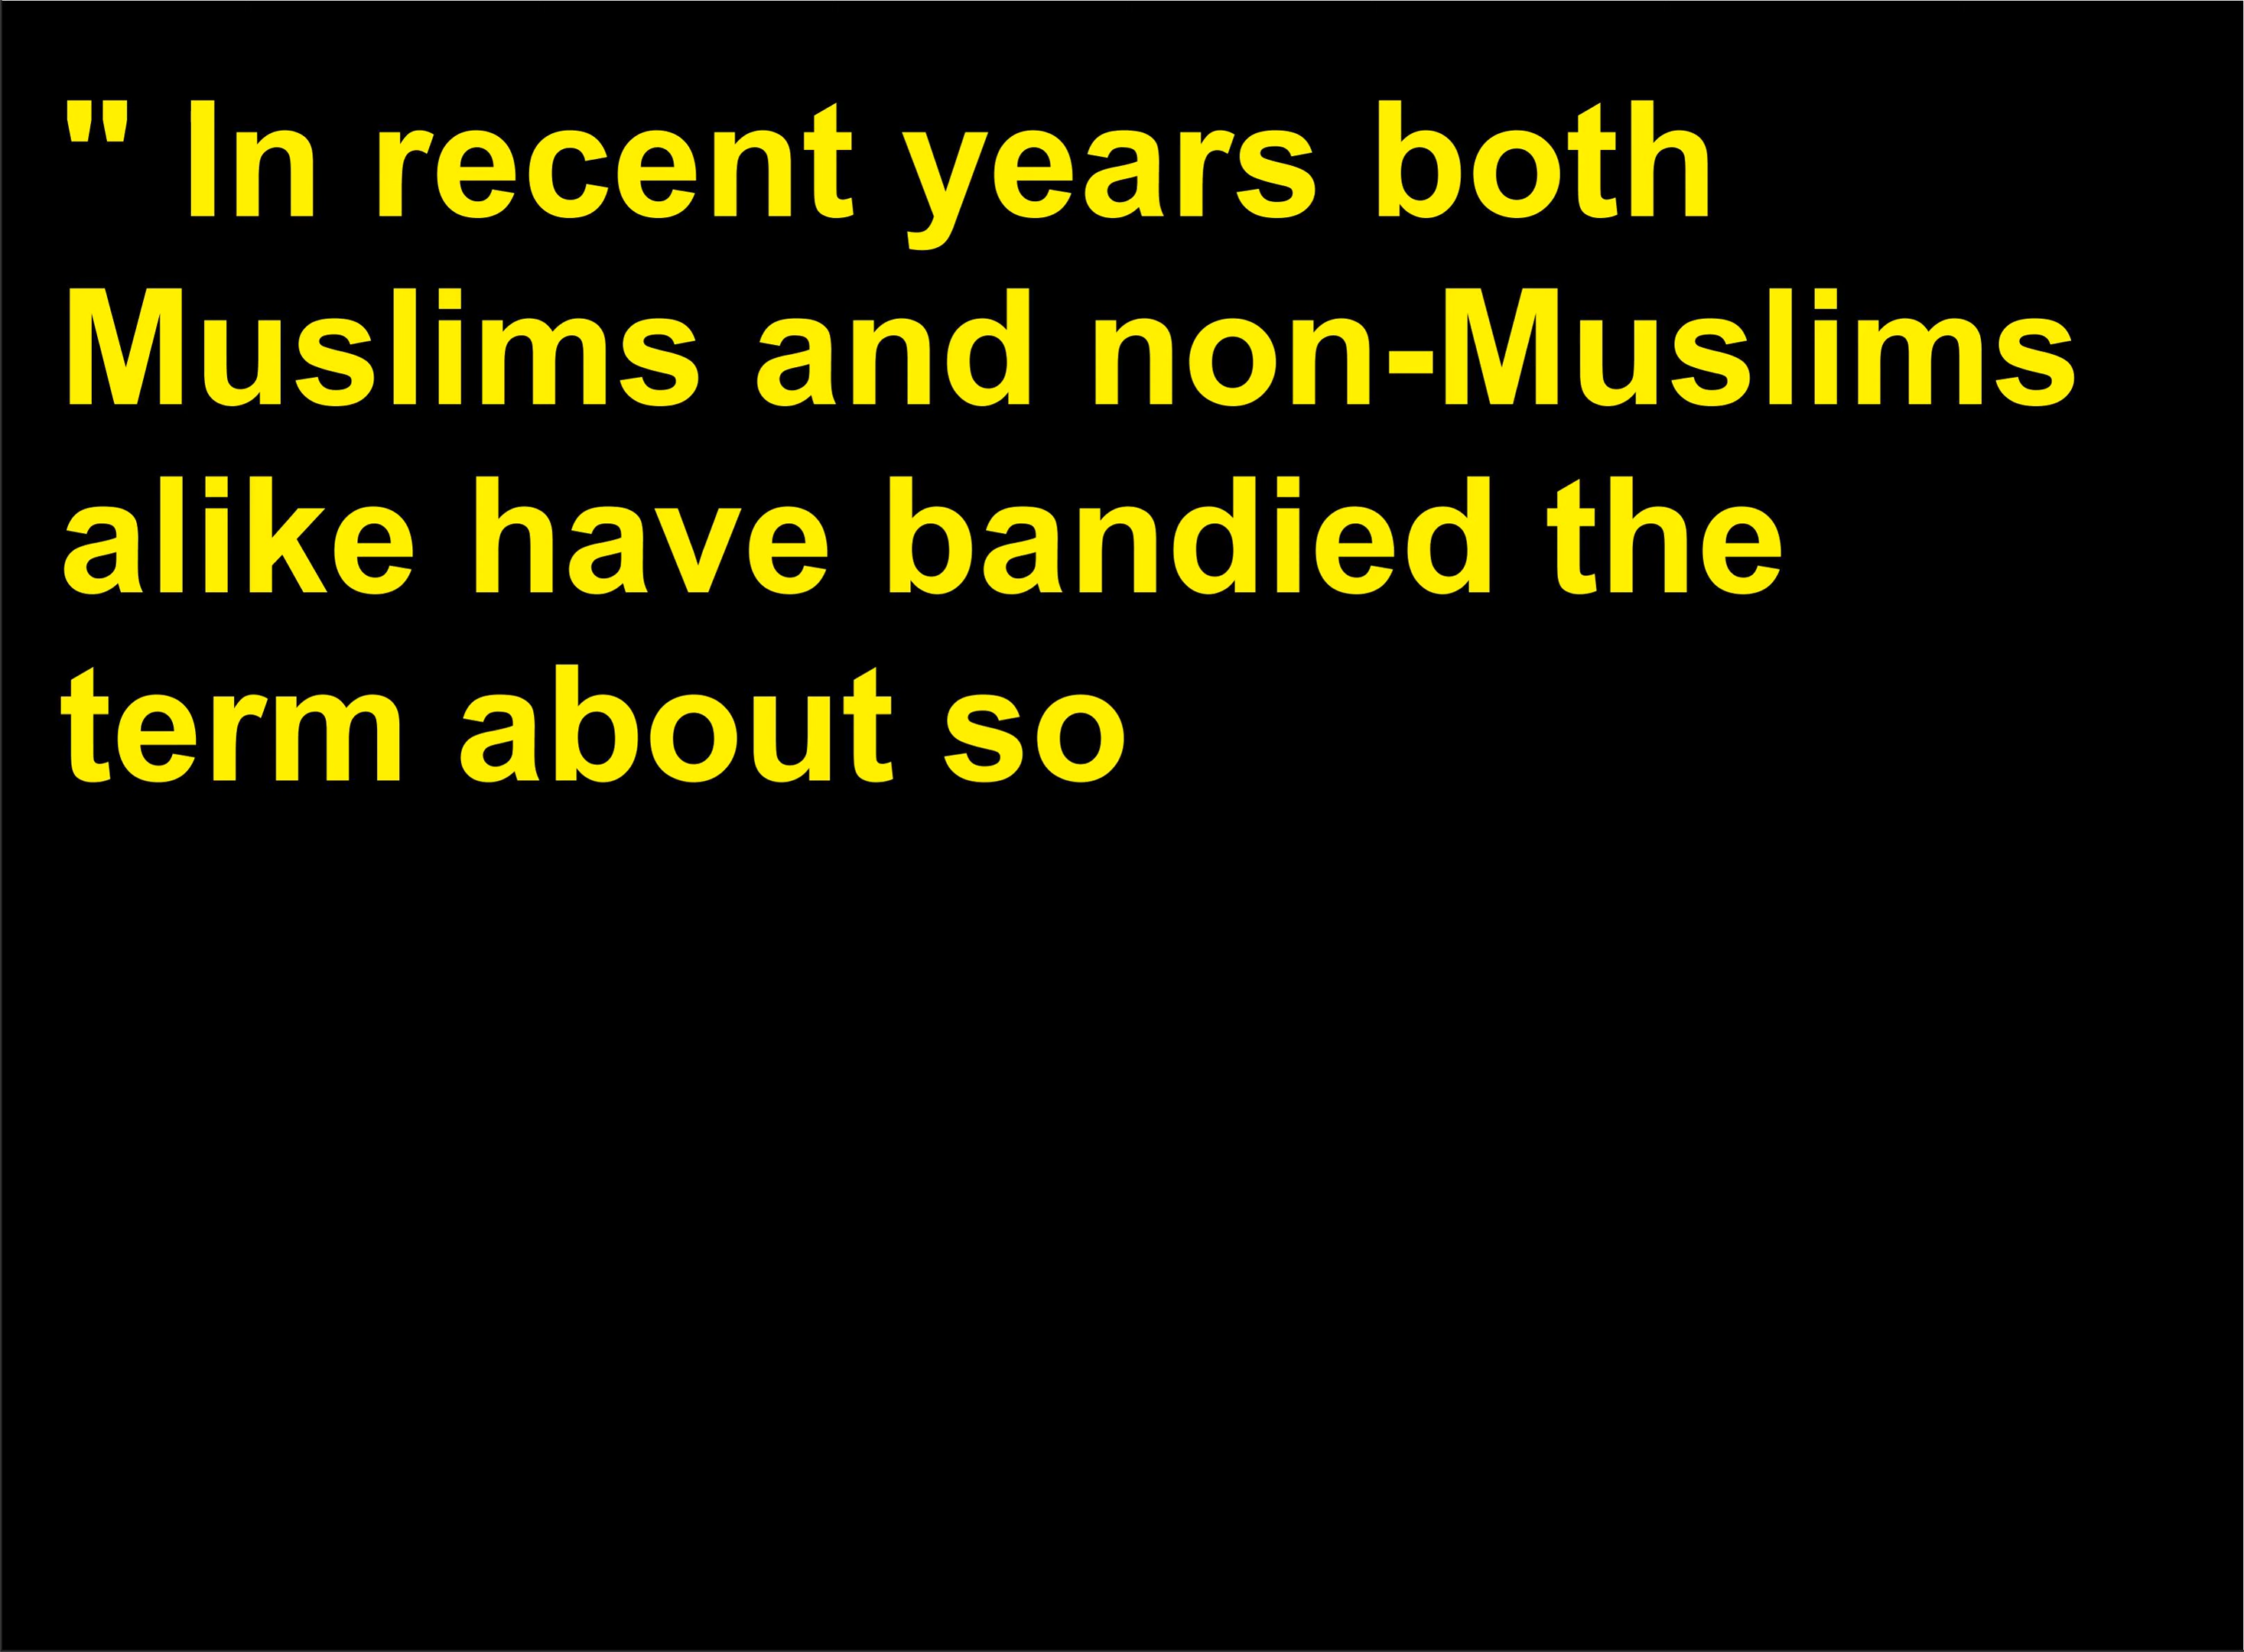 " In recent years both
Muslims and non-Muslims
alike have bandied the
term about so